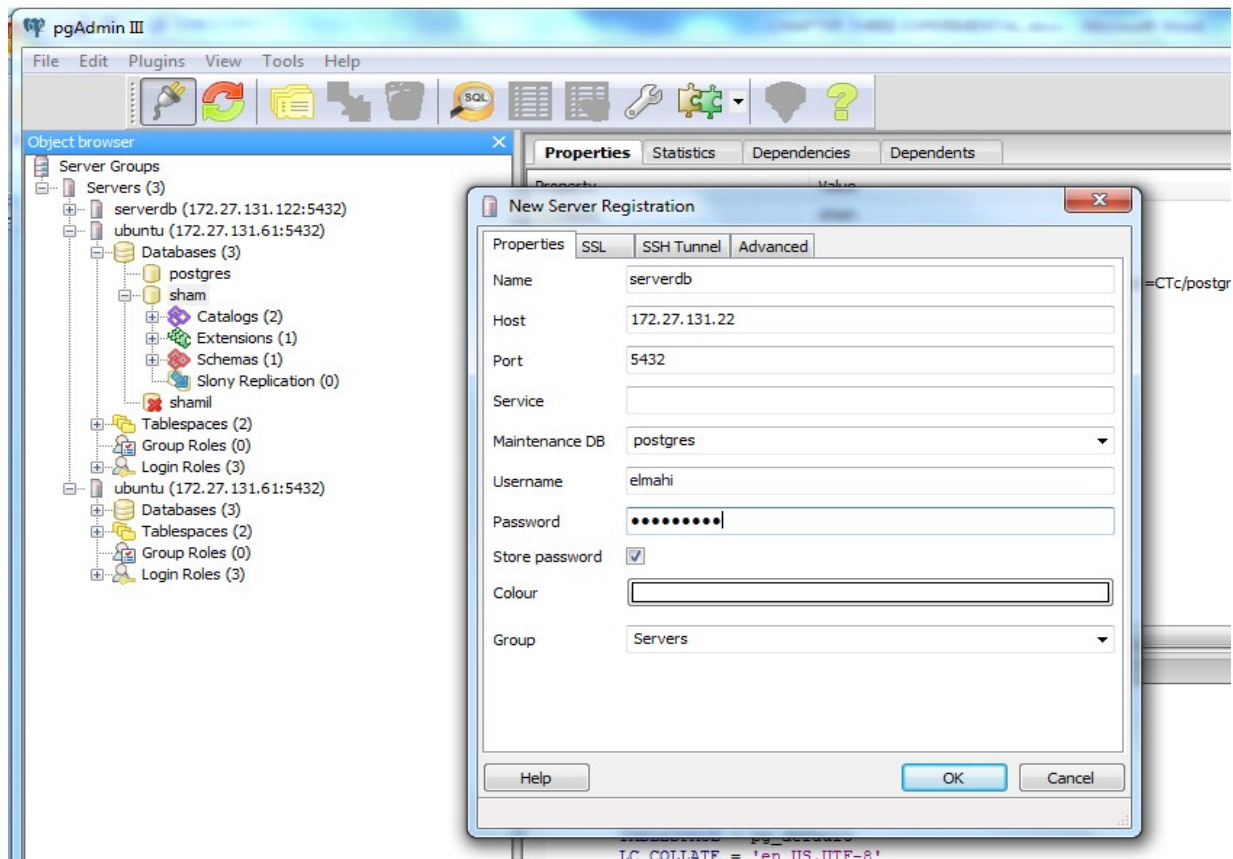 pgAdmin III
File Edit Plugins View Tools Help
SQL
Object browser
Server Groups
Servers (3)
serverdb (172.27.131.122:5432)
ubuntu (172.27.131.61:5432)
Databases (3)
postgres
sham
Catalogs (2)
Extensions (1)
Schemas (1)
Slony Replication (0)
shamil
Tablespaces (2)
Group Roles (0)
Login Roles (3)
ubuntu (172.27.131.61:5432)
Databases (3)
Tablespaces (2)
Group Roles (0)
Login Roles (3)
Properties Statistics Dependencies Dependents
Property Value
=CTc/postgr
New Server Registration
Properties SSL SSH Tunnel Advanced
Name serverdb
Host 172.27.131.22
Port 5432
Service
Maintenance DB postgres
Username elmahi
Password •••••••••
Store password
Colour
Group Servers
Help OK Cancel
TABLESPACE = pg_default
LC_COLLATE = 'en_US.UTF-8'